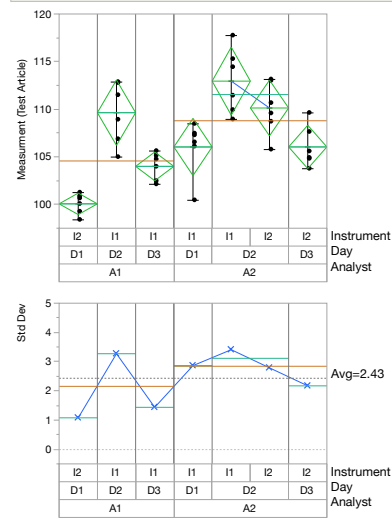 120
115
110
105
100
Measurment (Test Article)
I2 I1 I1 I1 I1 I2 I2 Instrument
D1 D2 D3 D1 D2 D3 Day
A1 A2 Analyst
5
4
3
2
1
0
Std Dev
Avg=2.43
I2 I1 I1 I1 I1 I2 I2 Instrument
D1 D2 D3 D1 D2 D3 Day
A1 A2 Analyst